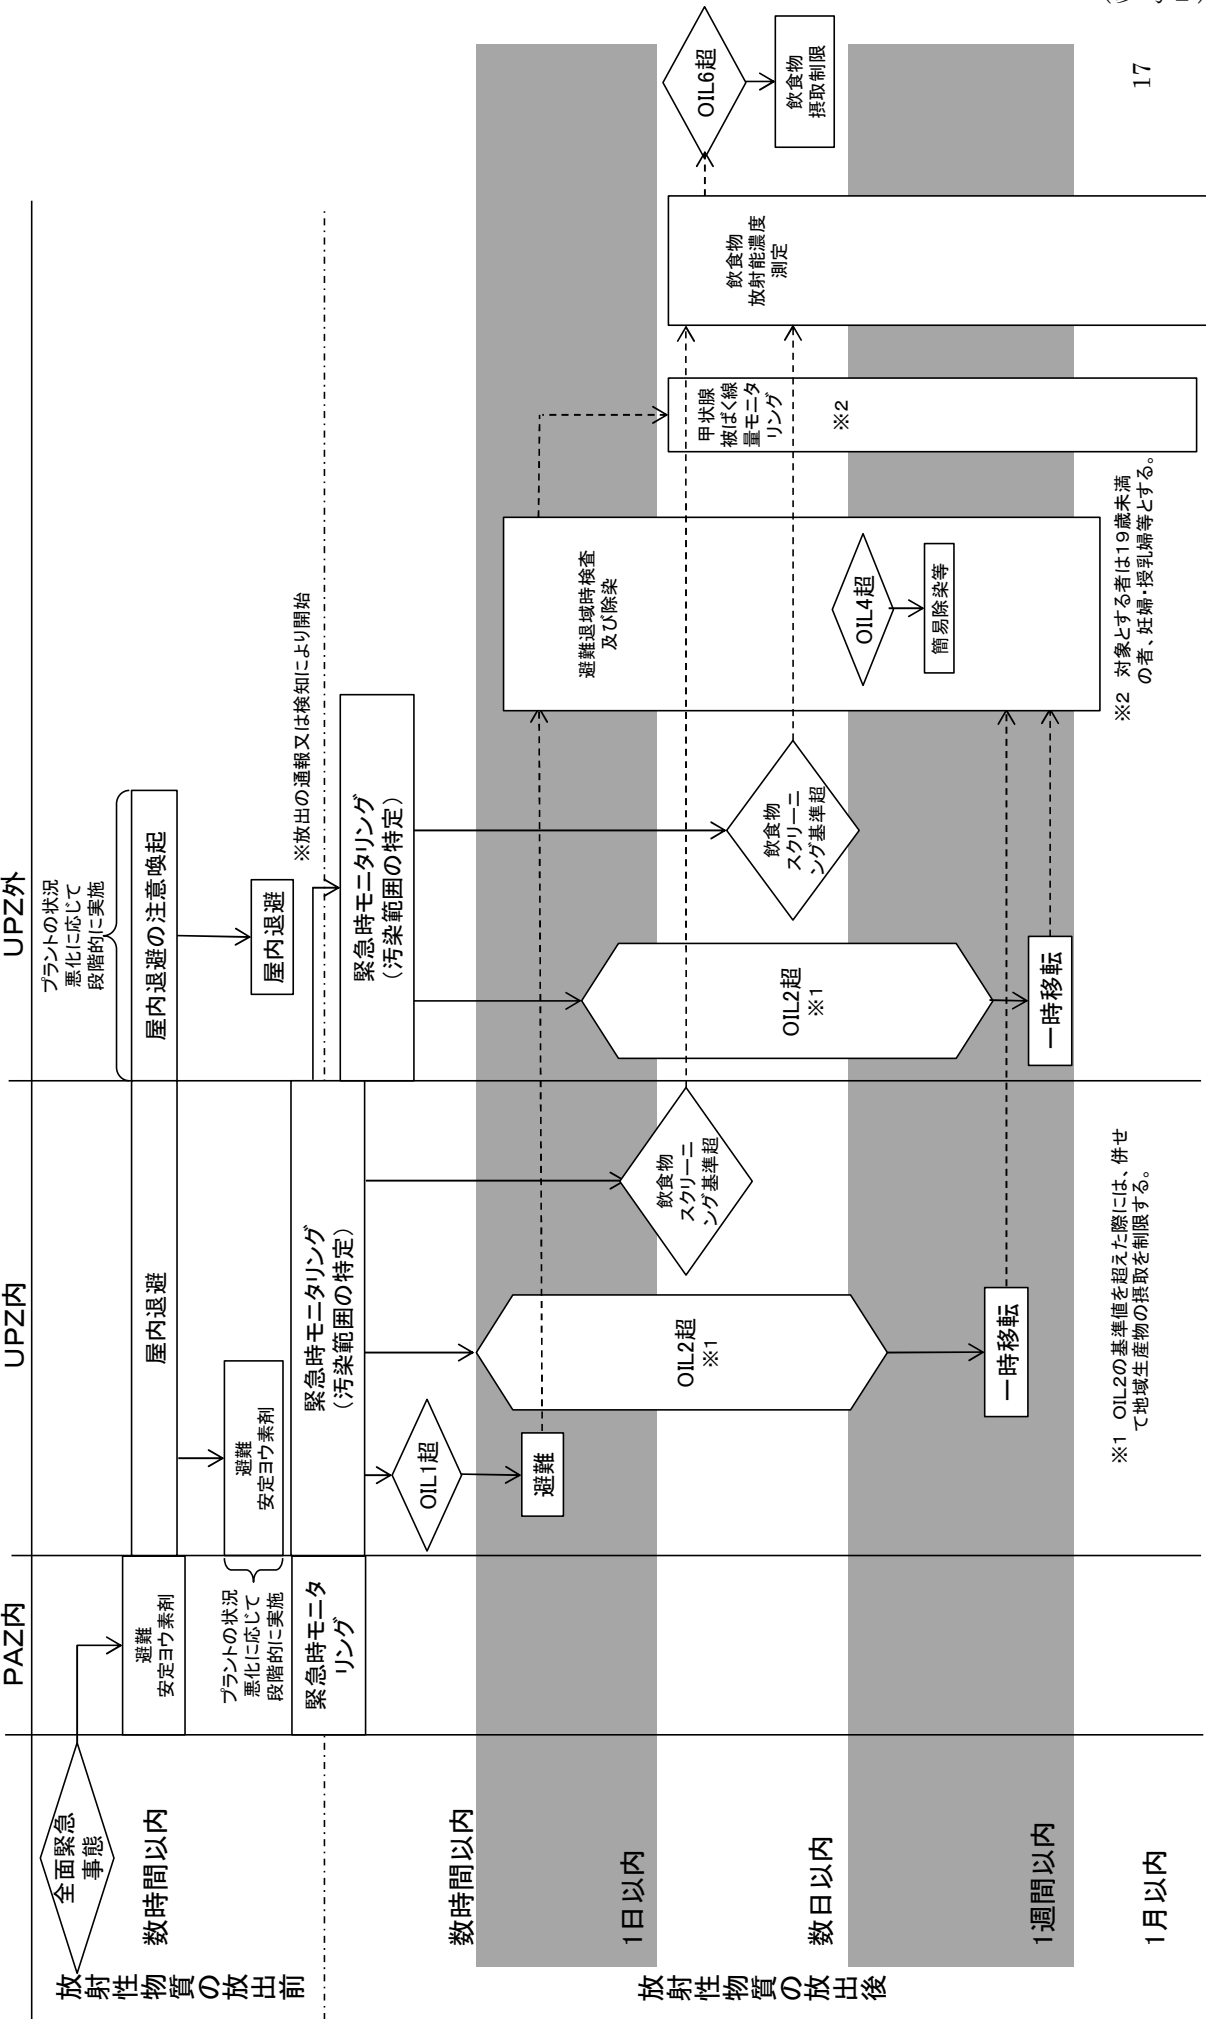 PAZ内
UPZ内
UPZ外
放射性物質の放出前
全面緊急
事態
プラントの状況
悪化に応じて
段階的に実施
数時間以内
避難
安定ヨウ素剤
屋内退避
屋内退避の注意喚起
プラントの状況
悪化に応じて
段階的に実施
避難
安定ヨウ素剤
屋内退避
※放出の通報又は検知により開始
緊急時モニタ
リング
緊急時モニタリング
（汚染範囲の特定）
緊急時モニタリング
（汚染範囲の特定）
放射性物質の放出後
数時間以内
OIL1超
避難
1日以内
OIL2超
※1
飲食物
スクリーニ
ング基準超
OIL2超
※1
飲食物
スクリーニ
ング基準超
避難退域時検査
及び除染
OIL4超
簡易除染等
甲状腺
被ばく線
量モニタ
リング
※2
飲食物
放射能濃度
測定
OIL6超
飲食物
摂取制限
数日以内
1週間以内
一時移転
一時移転
1月以内
※1 OIL2の基準値を超えた際には、併せ
て地域生産物の摂取を制限する。
※2 対象とする者は19歳未満
の者、妊婦・授乳婦等とする。
17